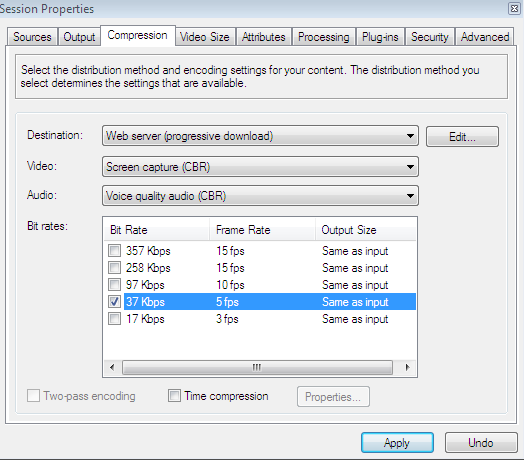 Session Properties
Sources Output Compression Video Size Attributes Processing Plug-ins Security Advanced
Select the distribution method and encoding settings for your content. The distribution method you
select determines the settings that are available.
Destination: Web server (progressive download) Edit...
Video: Screen capture (CBR)
Audio: Voice quality audio (CBR)
Bit rates: Bit Rate Frame Rate Output Size
357 Kbps 15 fps Same as input
258 Kbps 15 fps Same as input
97 Kbps 10 fps Same as input
37 Kbps 5 fps Same as input
17 Kbps 3 fps Same as input
Two-pass encoding Time compression Properties...
Apply Undo